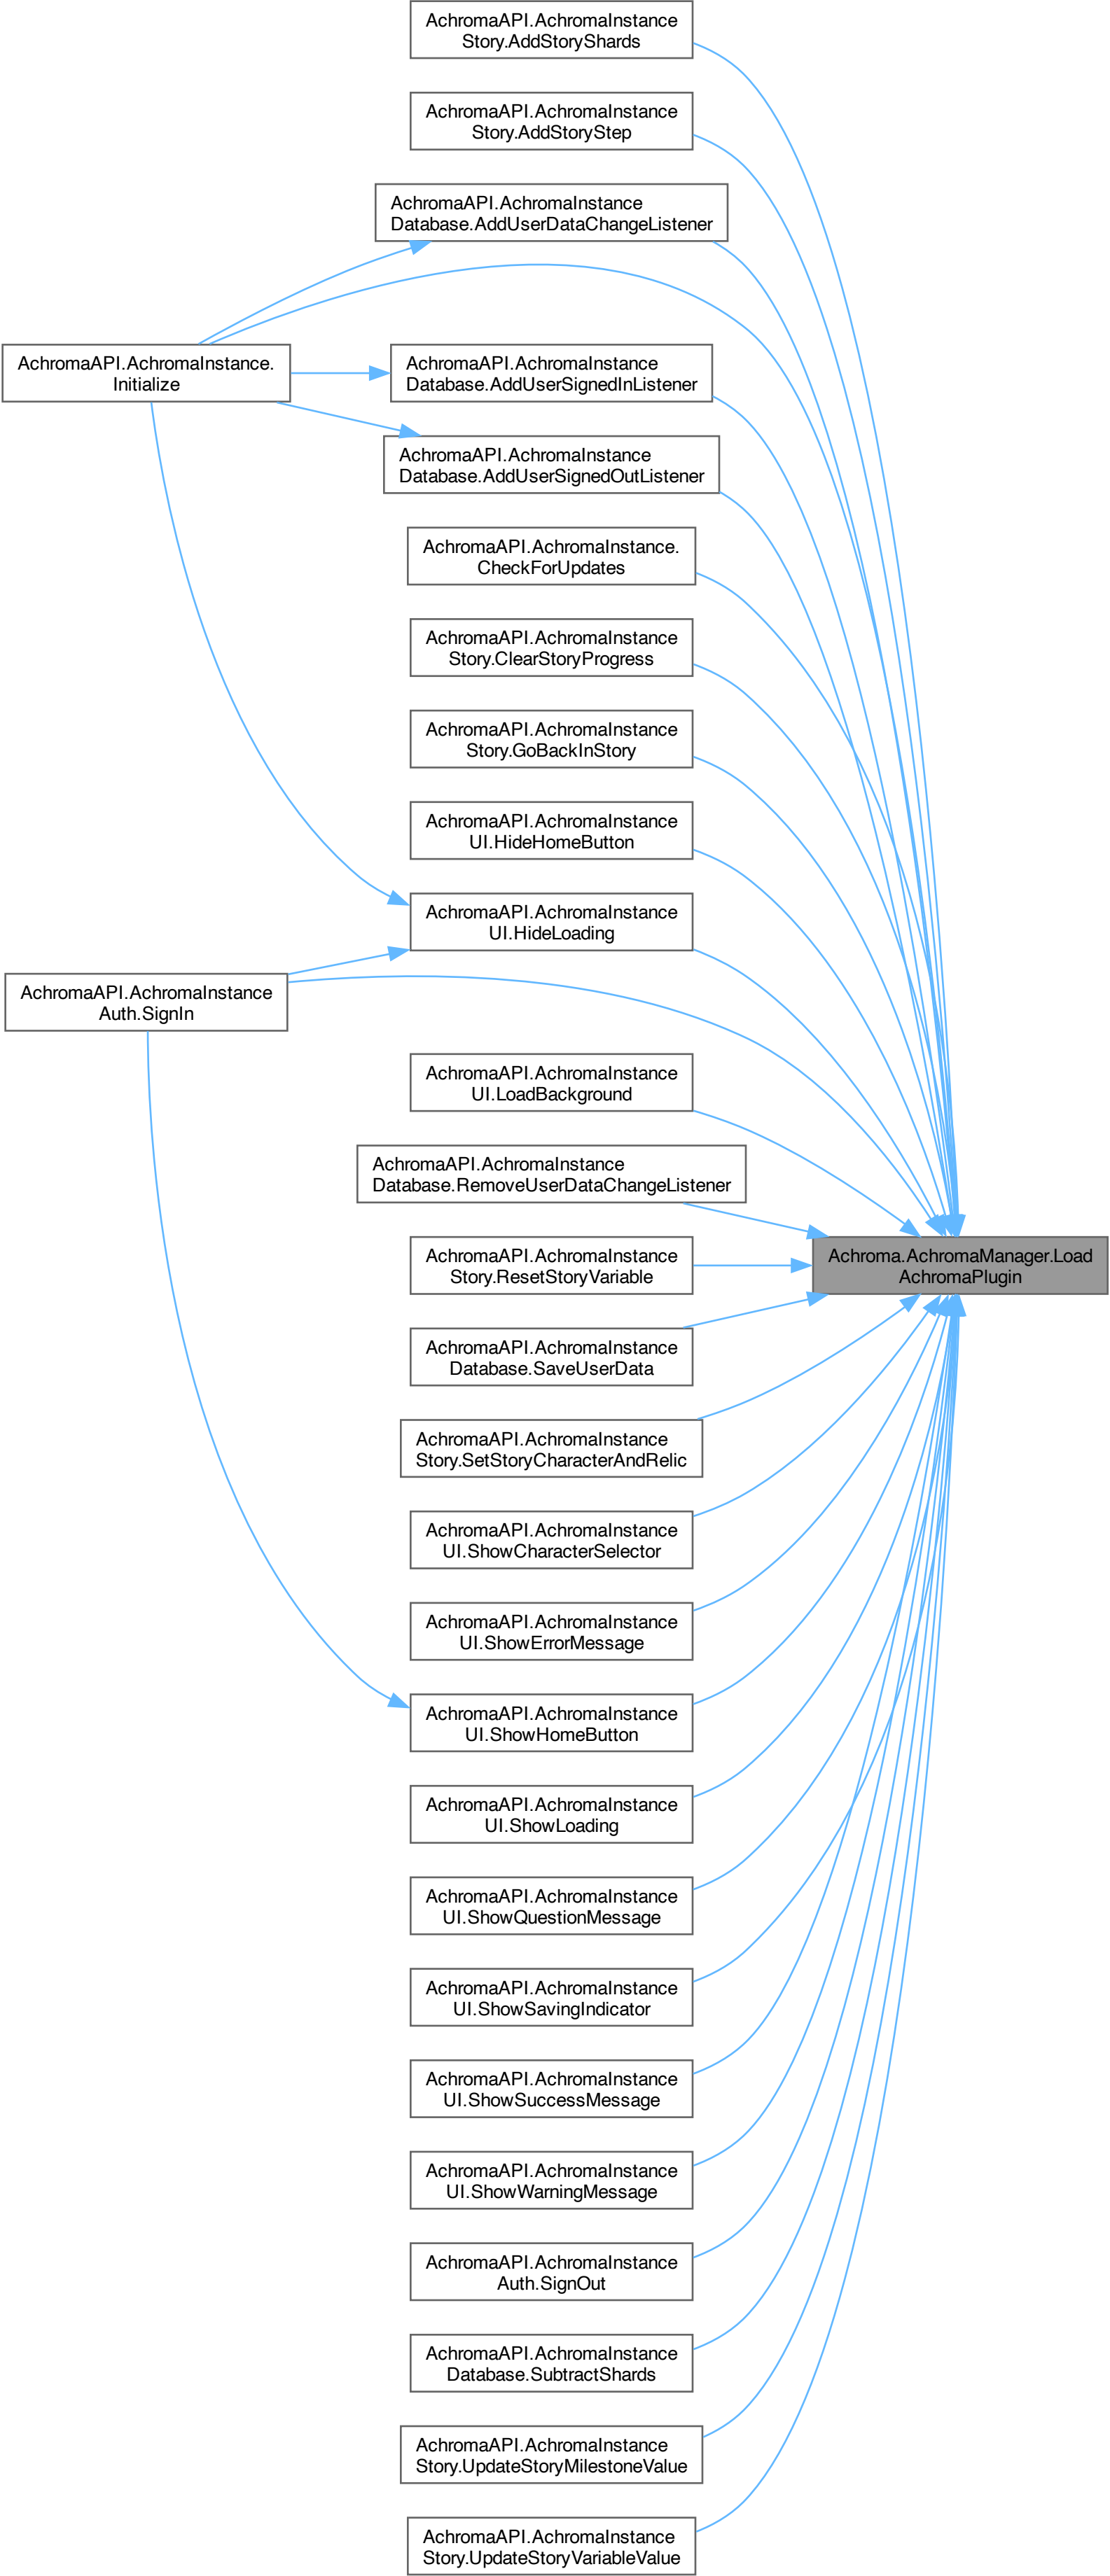 AchromaAPI.AchromaInstance
Story.AddStoryShards
AchromaAPI.AchromaInstance
Story.AddStoryStep
AchromaAPI.AchromaInstance
Database.AddUserDataChangeListener
AchromaAPI.AchromaInstance.
Initialize
AchromaAPI.AchromaInstance
Database.AddUserSignedInListener
AchromaAPI.AchromaInstance
Database.AddUserSignedOutListener
AchromaAPI.AchromaInstance.
CheckForUpdates
AchromaAPI.AchromaInstance
Story.ClearStoryProgress
AchromaAPI.AchromaInstance
Story.GoBackInStory
AchromaAPI.AchromaInstance
UI.HideHomeButton
AchromaAPI.AchromaInstance
UI.HideLoading
AchromaAPI.AchromaInstance
Auth.SignIn
AchromaAPI.AchromaInstance
UI.LoadBackground
AchromaAPI.AchromaInstance
Database.RemoveUserDataChangeListener
Achroma.AchromaManager.Load
AchromaPlugin
AchromaAPI.AchromaInstance
Story.ResetStoryVariable
AchromaAPI.AchromaInstance
Database.SaveUserData
AchromaAPI.AchromaInstance
Story.SetStoryCharacterAndRelic
AchromaAPI.AchromaInstance
UI.ShowCharacterSelector
AchromaAPI.AchromaInstance
UI.ShowErrorMessage
AchromaAPI.AchromaInstance
UI.ShowHomeButton
AchromaAPI.AchromaInstance
UI.ShowLoading
AchromaAPI.AchromaInstance
UI.ShowQuestionMessage
AchromaAPI.AchromaInstance
UI.ShowSavingIndicator
AchromaAPI.AchromaInstance
UI.ShowSuccessMessage
AchromaAPI.AchromaInstance
UI.ShowWarningMessage
AchromaAPI.AchromaInstance
Auth.SignOut
AchromaAPI.AchromaInstance
Database.SubtractShards
AchromaAPI.AchromaInstance
Story.UpdateStoryMilestoneValue
AchromaAPI.AchromaInstance
Story.UpdateStoryVariableValue